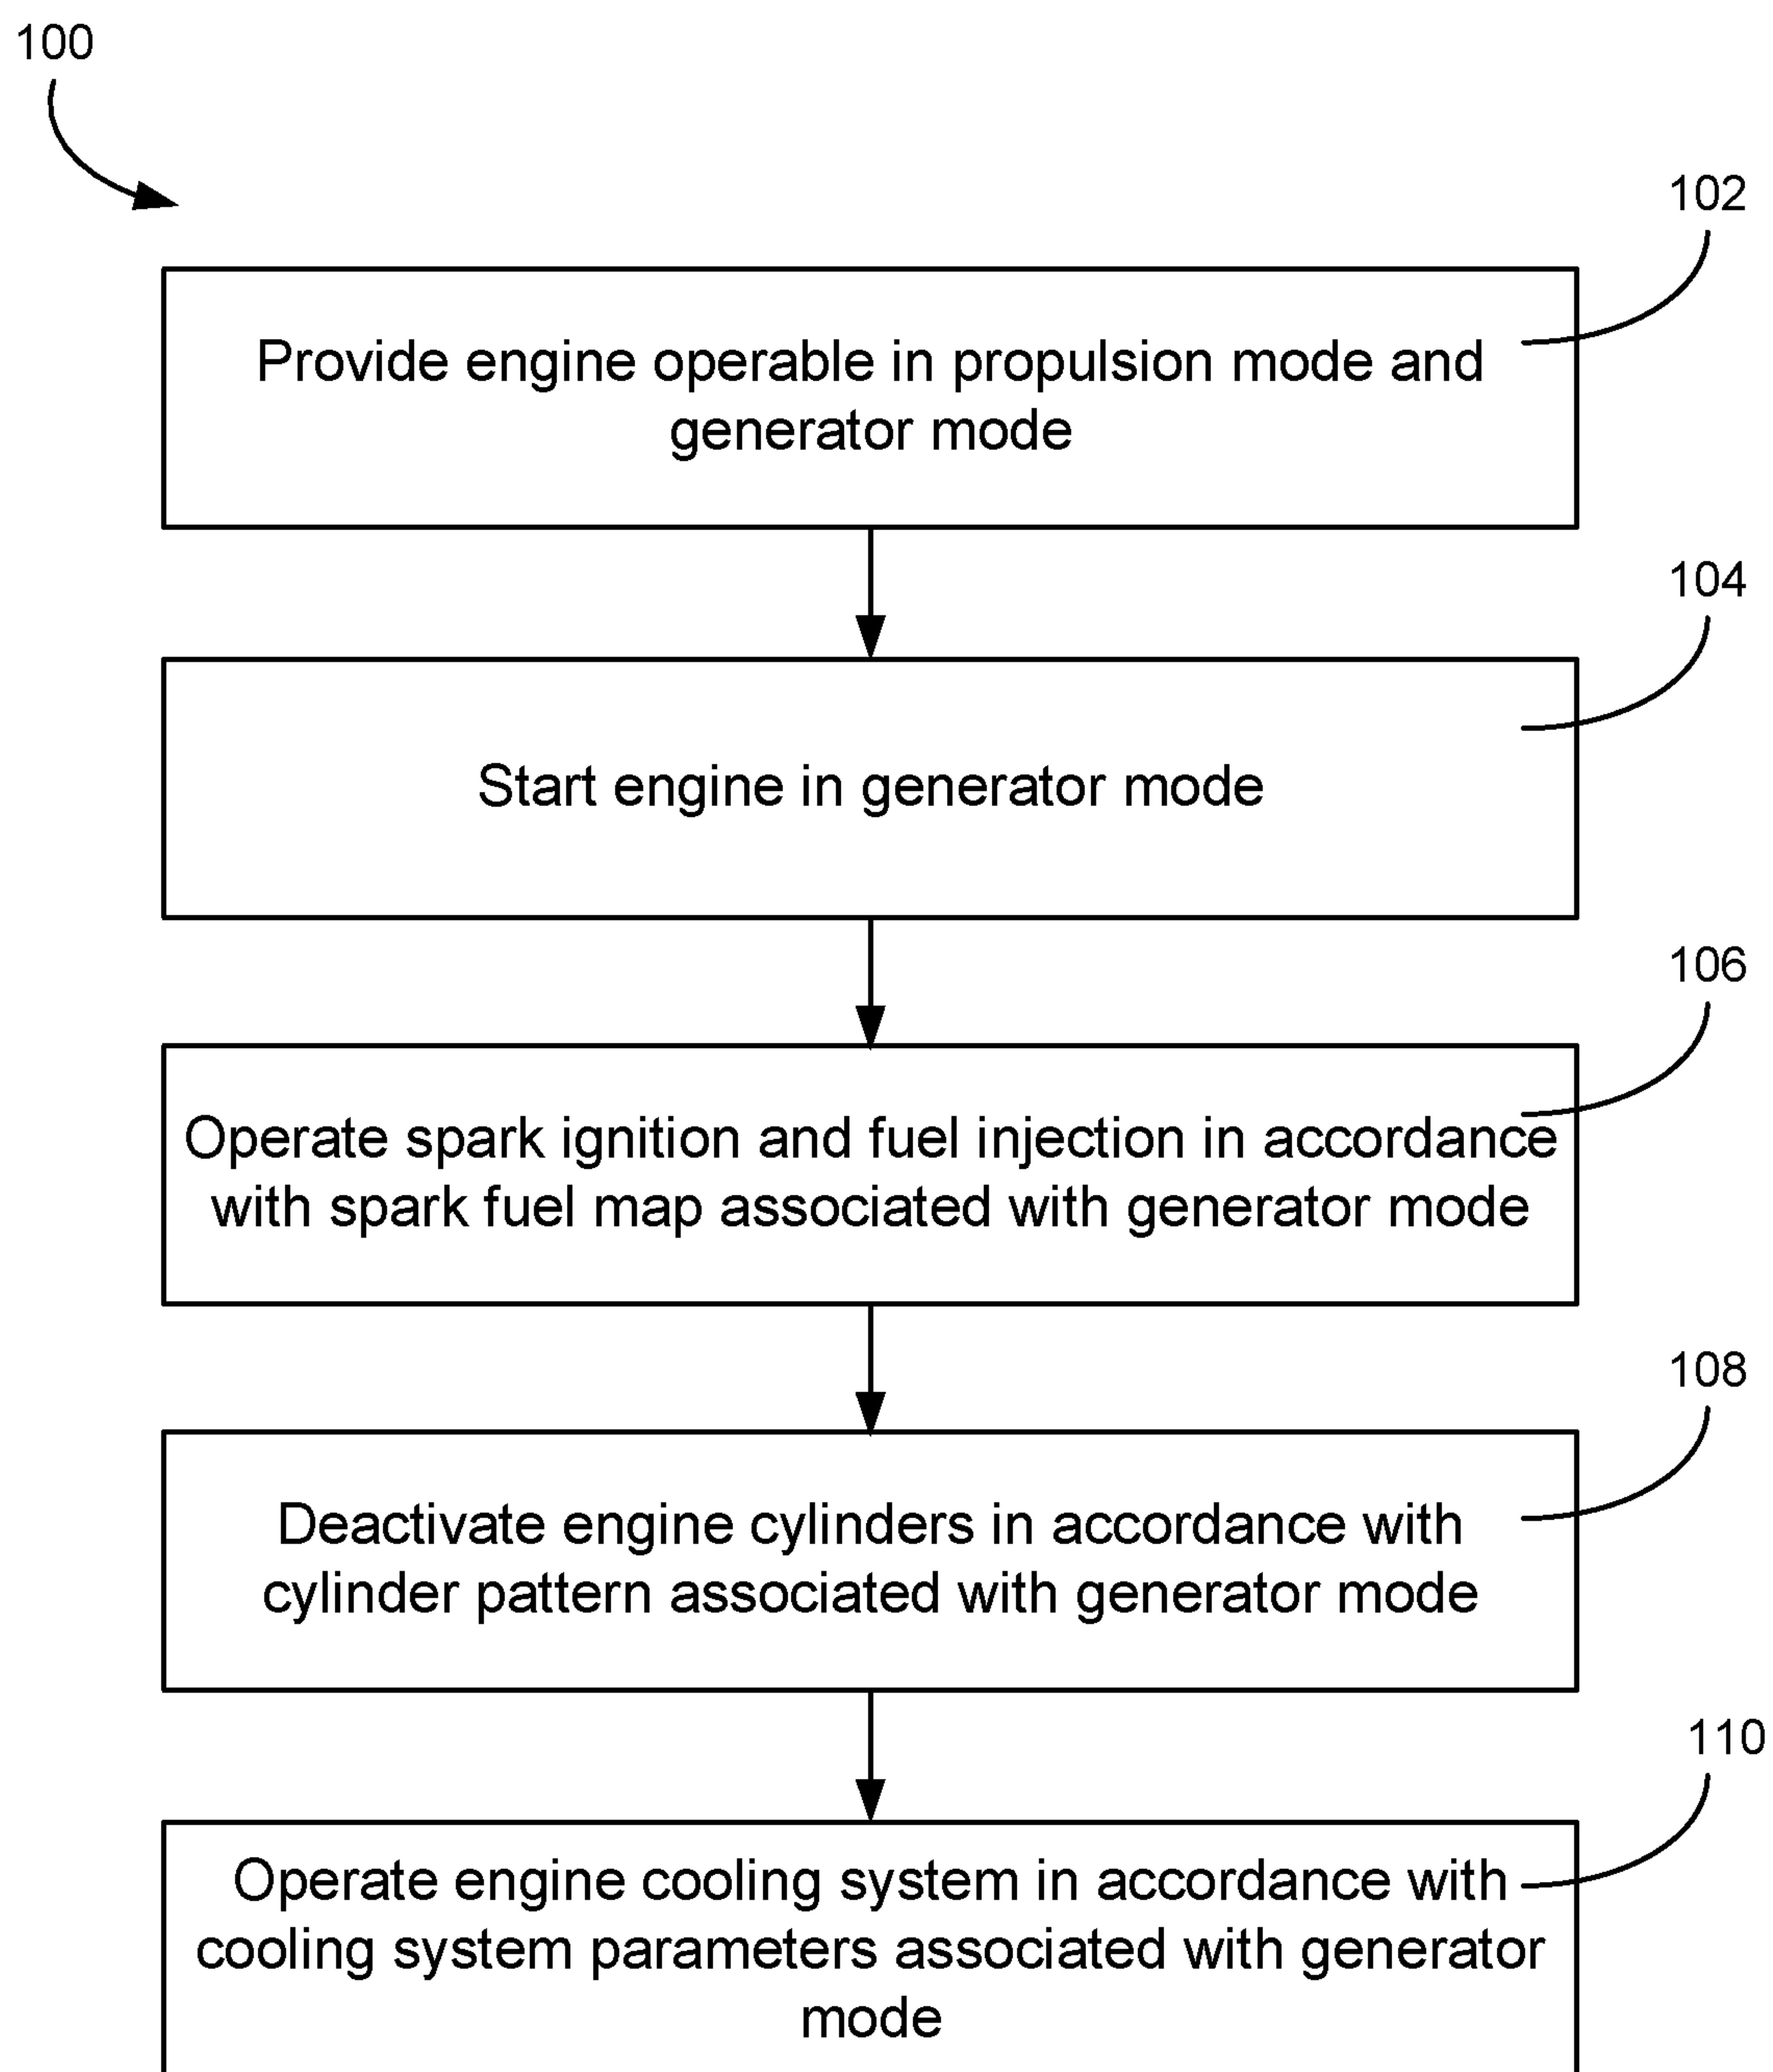 100
102
Provide engine operable in propulsion mode and
generator mode
104
Start engine in generator mode
106
Operate spark ignition and fuel injection in accordance
with spark fuel map associated with generator mode
108
Deactivate engine cylinders in accordance with
cylinder pattern associated with generator mode
110
Operate engine cooling system in accordance with
cooling system parameters associated with generator
mode